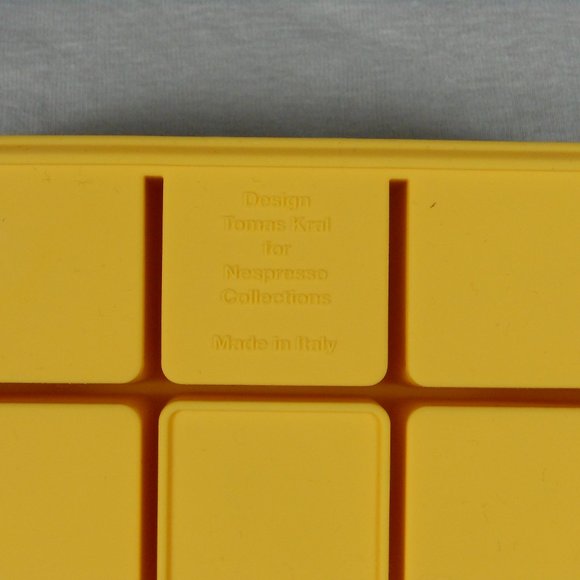 Design
Tomas Kral
for
Nespresso
Collections
Made in Italy